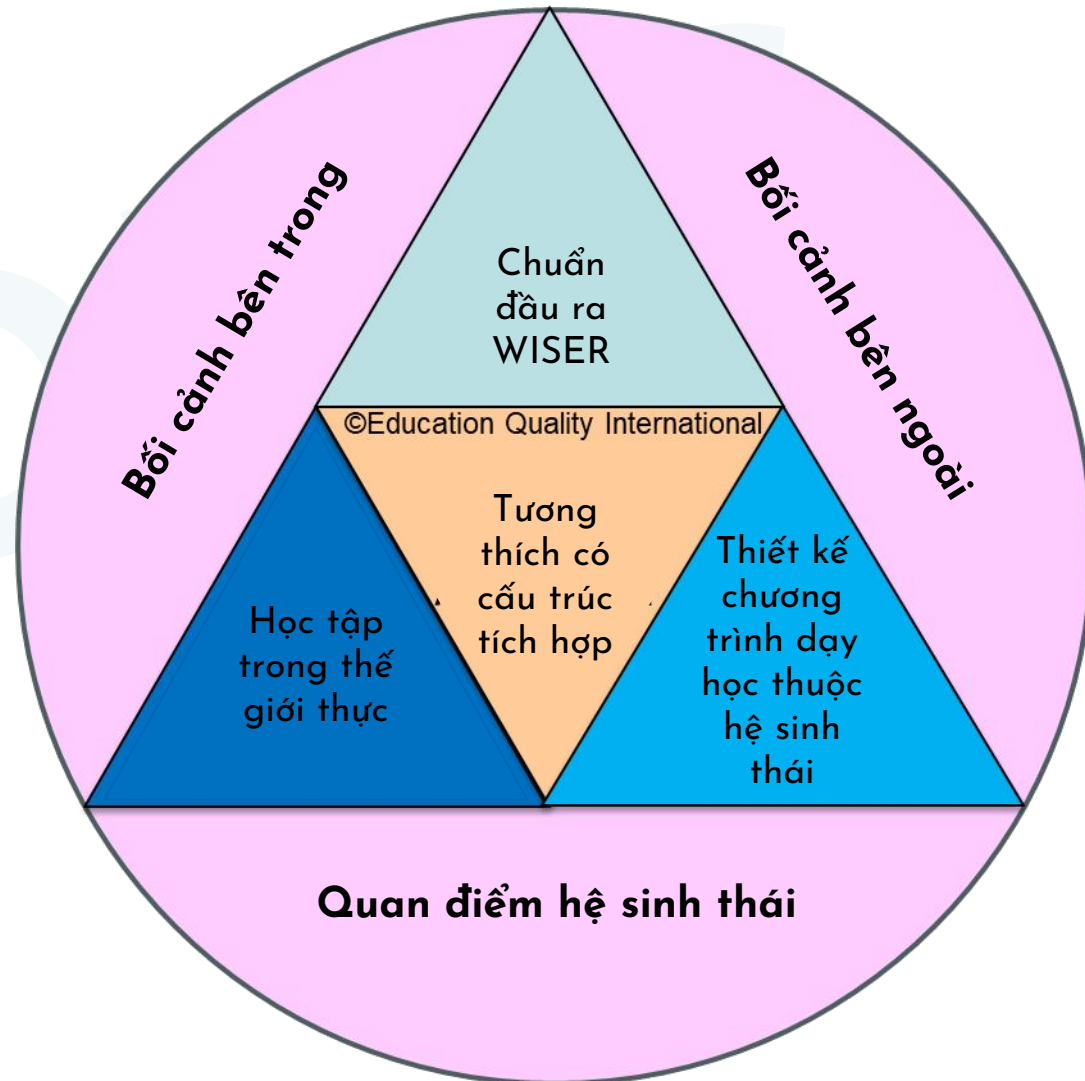 Bối cảnh bên trong
Bối cảnh bên ngoài
Chuẩn
đầu ra
WISER
©Education Quality International
Tương
thích có
cấu trúc
tích hợp
Học tập
trong thế
giới thực
Thiết kế
chương
trình dạy
học thuộc
hệ sinh
thái
Quan điểm hệ sinh thái